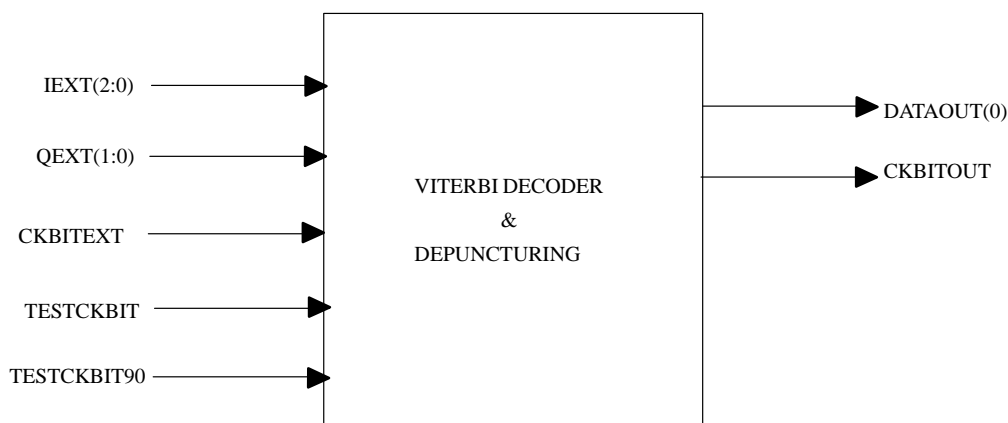 IEXT(2:0)
QEXT(1:0)
CKBITEXT
TESTCKBIT
TESTCKBIT90
VITERBI DECODER
&
DEPUNCTURING
DATAOUT(0)
CKBITOUT